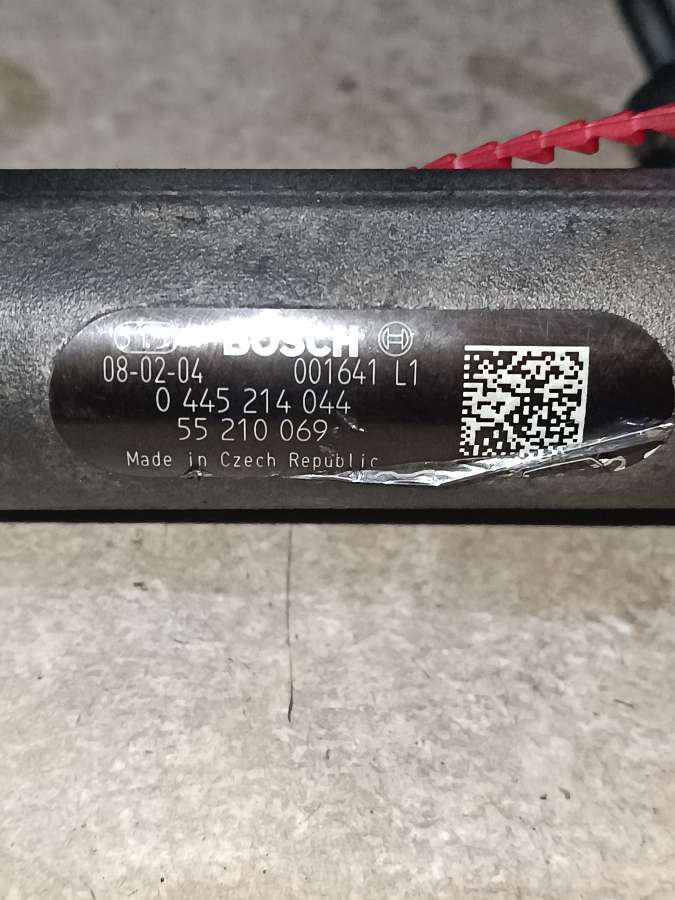 BOSCH
08-02-04 001641 L1
0 445 214 044
55 210 069
Made in Czech Republic